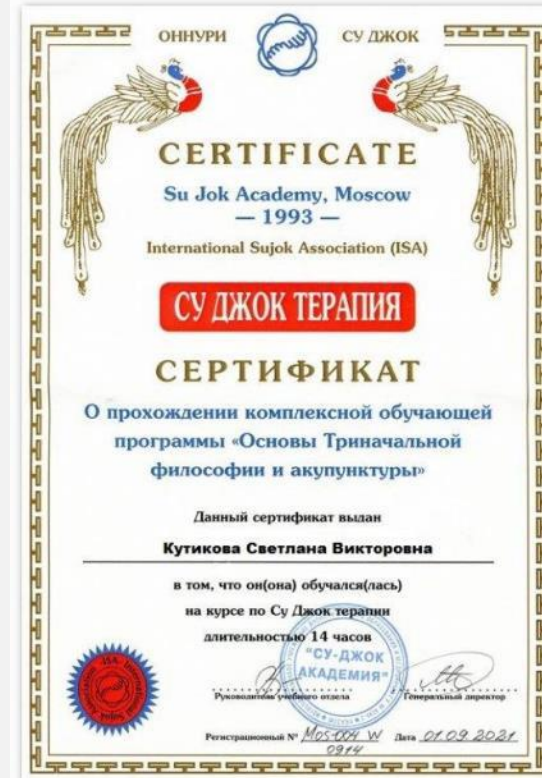 ОННУРИ
СУ ДЖОК
CERTIFICATE
Su Jok Academy, Moscow
— 1993 —
International Sujok Association (ISA)
СУ ДЖОК ТЕРАПИЯ
СЕРТИФИКАТ
О прохождении комплексной обучающей
программы «Основы Триначальной
философии и акупунктуры»
Данный сертификат выдан
Кутикова Светлана Викторовна
в том, что он(она) обучался(лась)
на курсе по Су Джок терапии
длительностью 14 часов
"СУ-ДЖОК
АКАДЕМИЯ"
Руководитель учебного отдела
Генеральный директор
Регистрационный № MOS-004 W Дата 01.09.2021
0914